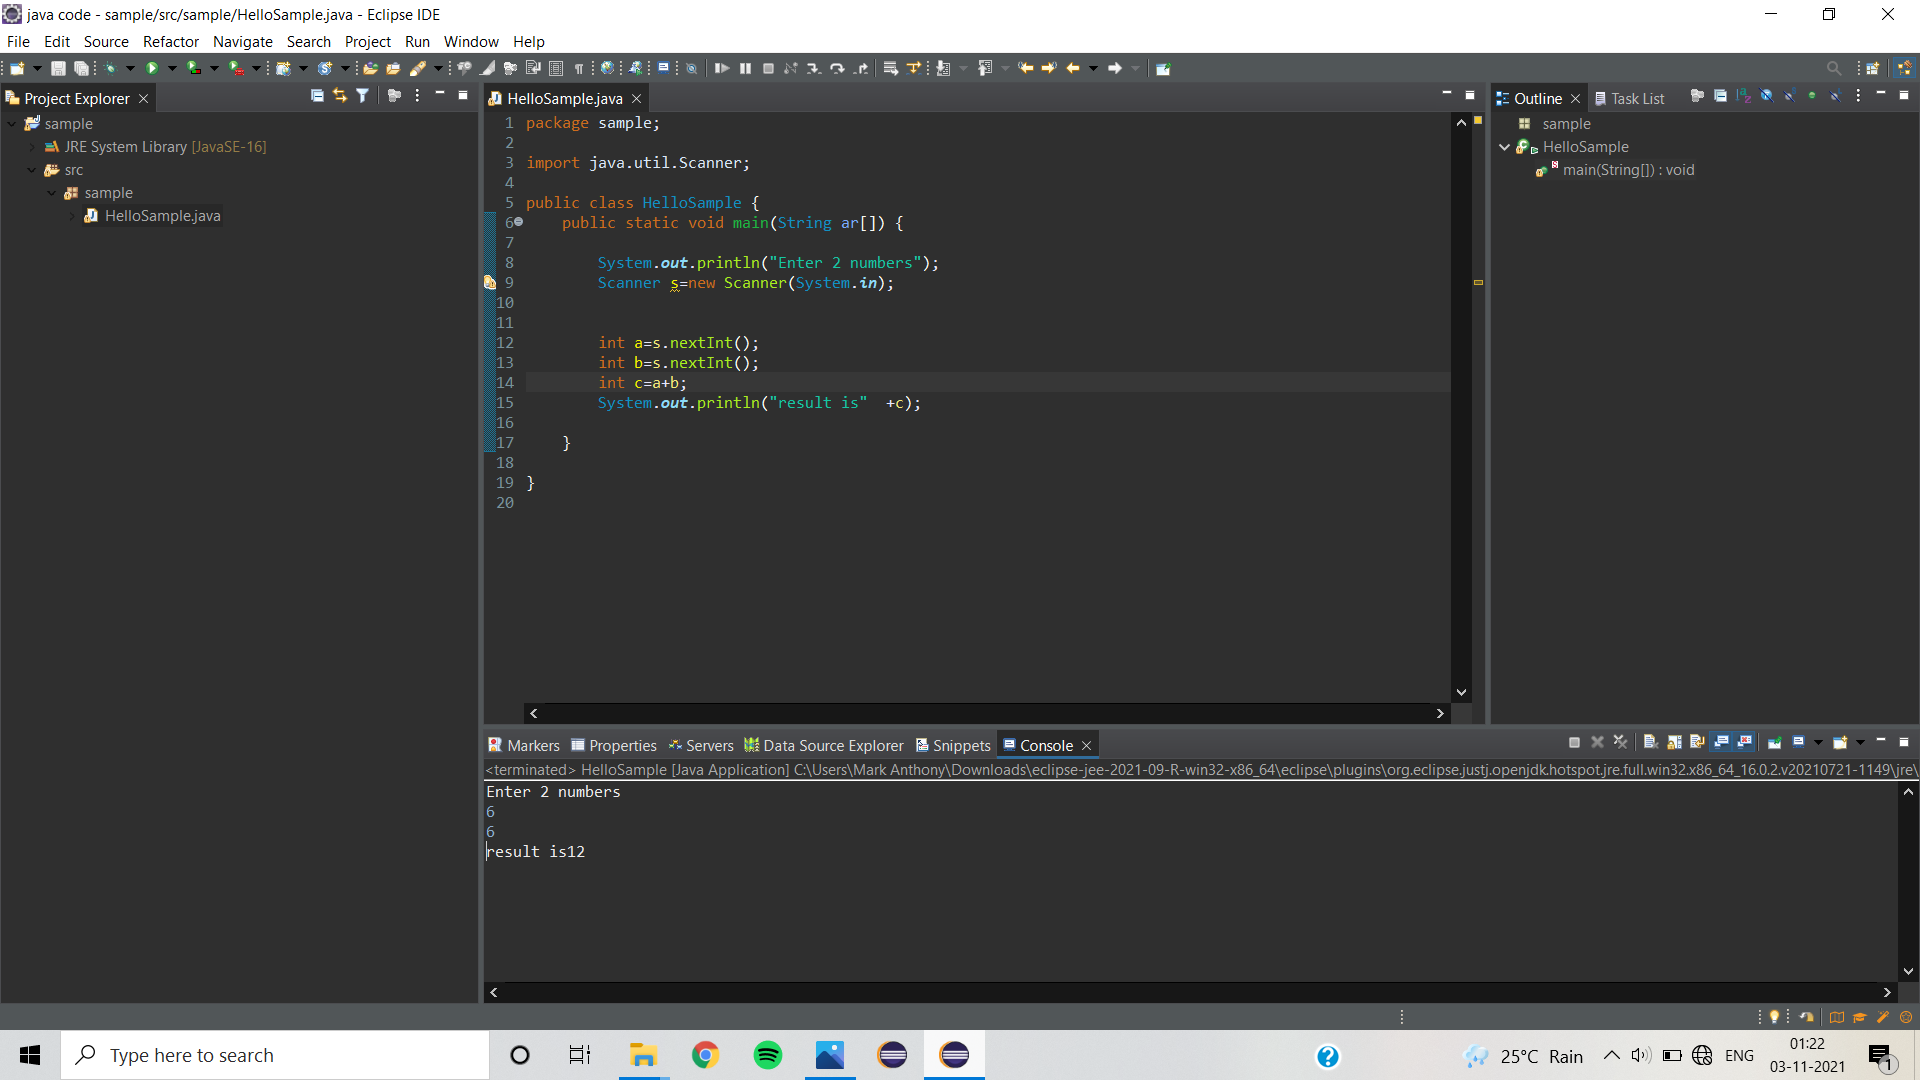 java code - sample/src/sample/HelloSample.java - Eclipse IDE
File Edit Source Refactor Navigate Search Project Run Window Help
Project Explorer
sample
JRE System Library [JavaSE-16]
src
sample
HelloSample.java
HelloSample.java
1 package sample;
2
3 import java.util.Scanner;
4
5 public class HelloSample {
6 public static void main(String ar[]) {
7
8 System.out.println("Enter 2 numbers");
9 Scanner s=new Scanner(System.in);
10
11
12 int a=s.nextInt();
13 int b=s.nextInt();
14 int c=a+b;
15 System.out.println("result is"  +c);
16
17 }
18
19 }
20
Outline Task List
sample
HelloSample
main(String[]) : void
Markers Properties Servers Data Source Explorer Snippets Console
<terminated> HelloSample [Java Application] C:\Users\Mark Anthony\Downloads\eclipse-jee-2021-09-R-win32-x86_64\eclipse\plugins\org.eclipse.justj.openjdk.hotspot.jre.full.win32.x86_64_16.0.2.v20210721-1149\jre\
Enter 2 numbers
6
6
result is12
Type here to search
25°C Rain
ENG
01:22
03-11-2021
1